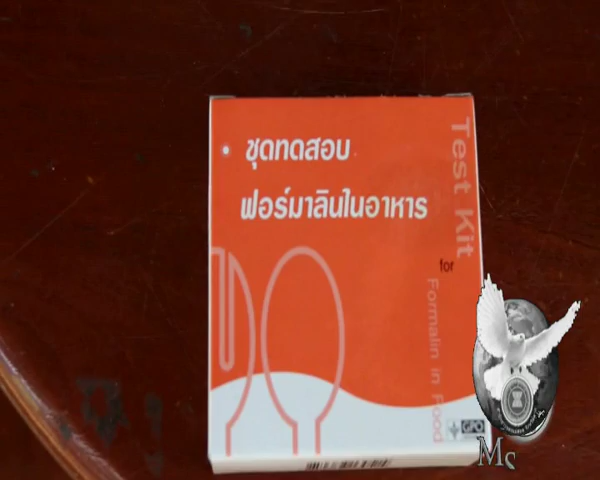 ชุดทดสอบ
ฟอร์มาลินในอาหาร
Test Kit
for
Formalin in Food
GPO
Mc